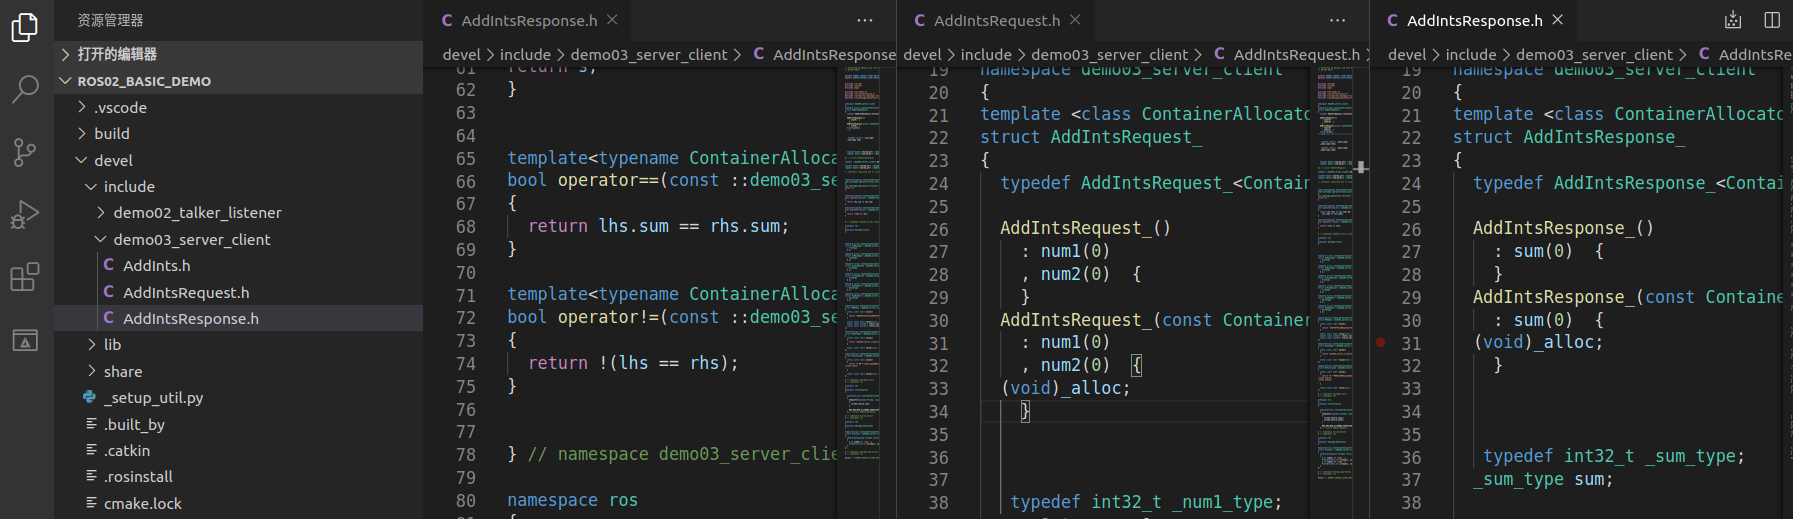 资源管理器
打开的编辑器
ROS02_BASIC_DEMO
.vscode
build
devel
include
demo02_talker_listener
demo03_server_client
AddInts.h
AddIntsRequest.h
AddIntsResponse.h
lib
share
_setup_util.py
.built_by
.catkin
.rosinstall
cmake.lock
C AddIntsResponse.h
devel > include > demo03_server_client > C AddIntsResponse
61 return s;
62 }
63
64
65 template<typename ContainerAlloca
66 bool operator==(const ::demo03_se
67 {
68 return lhs.sum == rhs.sum;
69 }
70
71 template<typename ContainerAlloca
72 bool operator!=(const ::demo03_se
73 {
74 return !(lhs == rhs);
75 }
76
77
78 } // namespace demo03_server_clie
79
80 namespace ros
C AddIntsRequest.h
devel > include > demo03_server_client > C AddIntsRequest.h
19 namespace demo03_server_client
20 {
21 template <class ContainerAllocato
22 struct AddIntsRequest_
23 {
24 typedef AddIntsRequest_<Contain
25
26 AddIntsRequest_()
27 : num1(0)
28 , num2(0) {
29 }
30 AddIntsRequest_(const Container
31 : num1(0)
32 , num2(0) {
33 (void)_alloc;
34 }
35
36
37
38 typedef int32_t _num1_type;
C AddIntsResponse.h
devel > include > demo03_server_client > C AddIntsRe
19 namespace demo03_server_client
20 {
21 template <class ContainerAllocato
22 struct AddIntsResponse_
23 {
24 typedef AddIntsResponse_<Contai
25
26 AddIntsResponse_()
27 : sum(0) {
28 }
29 AddIntsResponse_(const Containe
30 : sum(0) {
31 (void)_alloc;
32 }
33
34
35
36 typedef int32_t _sum_type;
37 _sum_type sum;
38